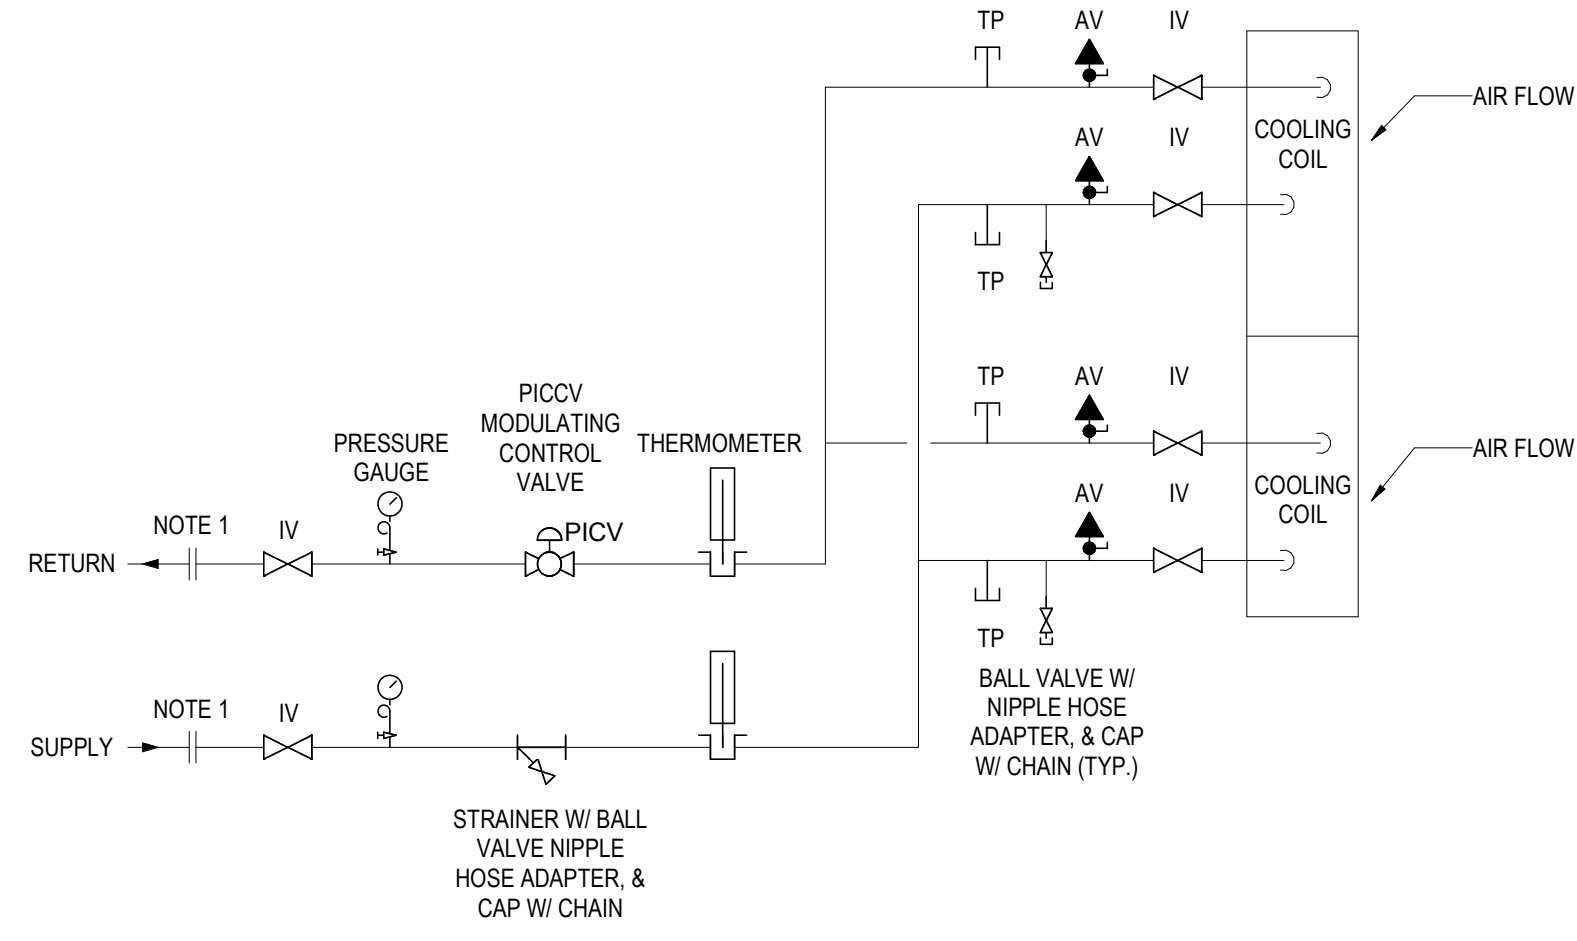 TP
AV
IV
AIR FLOW
COOLING
COIL
AV
IV
TP
TP
AV
IV
AIR FLOW
COOLING
COIL
PICCV
MODULATING
CONTROL
VALVE
PRESSURE
GAUGE
THERMOMETER
AV
IV
NOTE 1
IV
PICV
RETURN
TP
BALL VALVE W/
NIPPLE HOSE
ADAPTER, & CAP
W/ CHAIN (TYP.)
NOTE 1
IV
SUPPLY
STRAINER W/ BALL
VALVE NIPPLE
HOSE ADAPTER, &
CAP W/ CHAIN